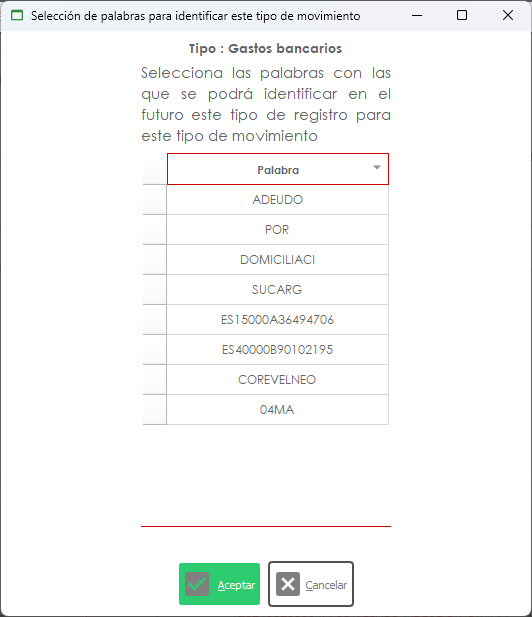 Selección de palabras para identificar este tipo de movimiento
Tipo : Gastos bancarios
Selecciona las palabras con las
que se podrá identificar en el
futuro este tipo de registro para
este tipo de movimiento
Palabra
ADEUDO
POR
DOMICILIACI
SUCARG
ES15000A36494706
ES40000B90102195
COREVELNEO
04MA
Aceptar
Cancelar